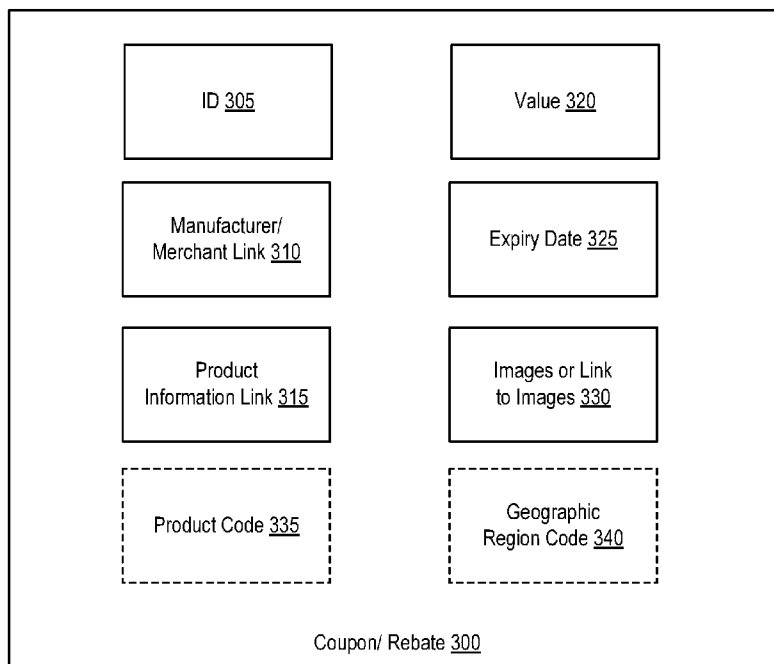 ID 305
Value 320
Manufacturer/
Merchant Link 310
Expiry Date 325
Product
Information Link 315
Images or Link
to Images 330
Product Code 335
Geographic
Region Code 340
Coupon/ Rebate 300